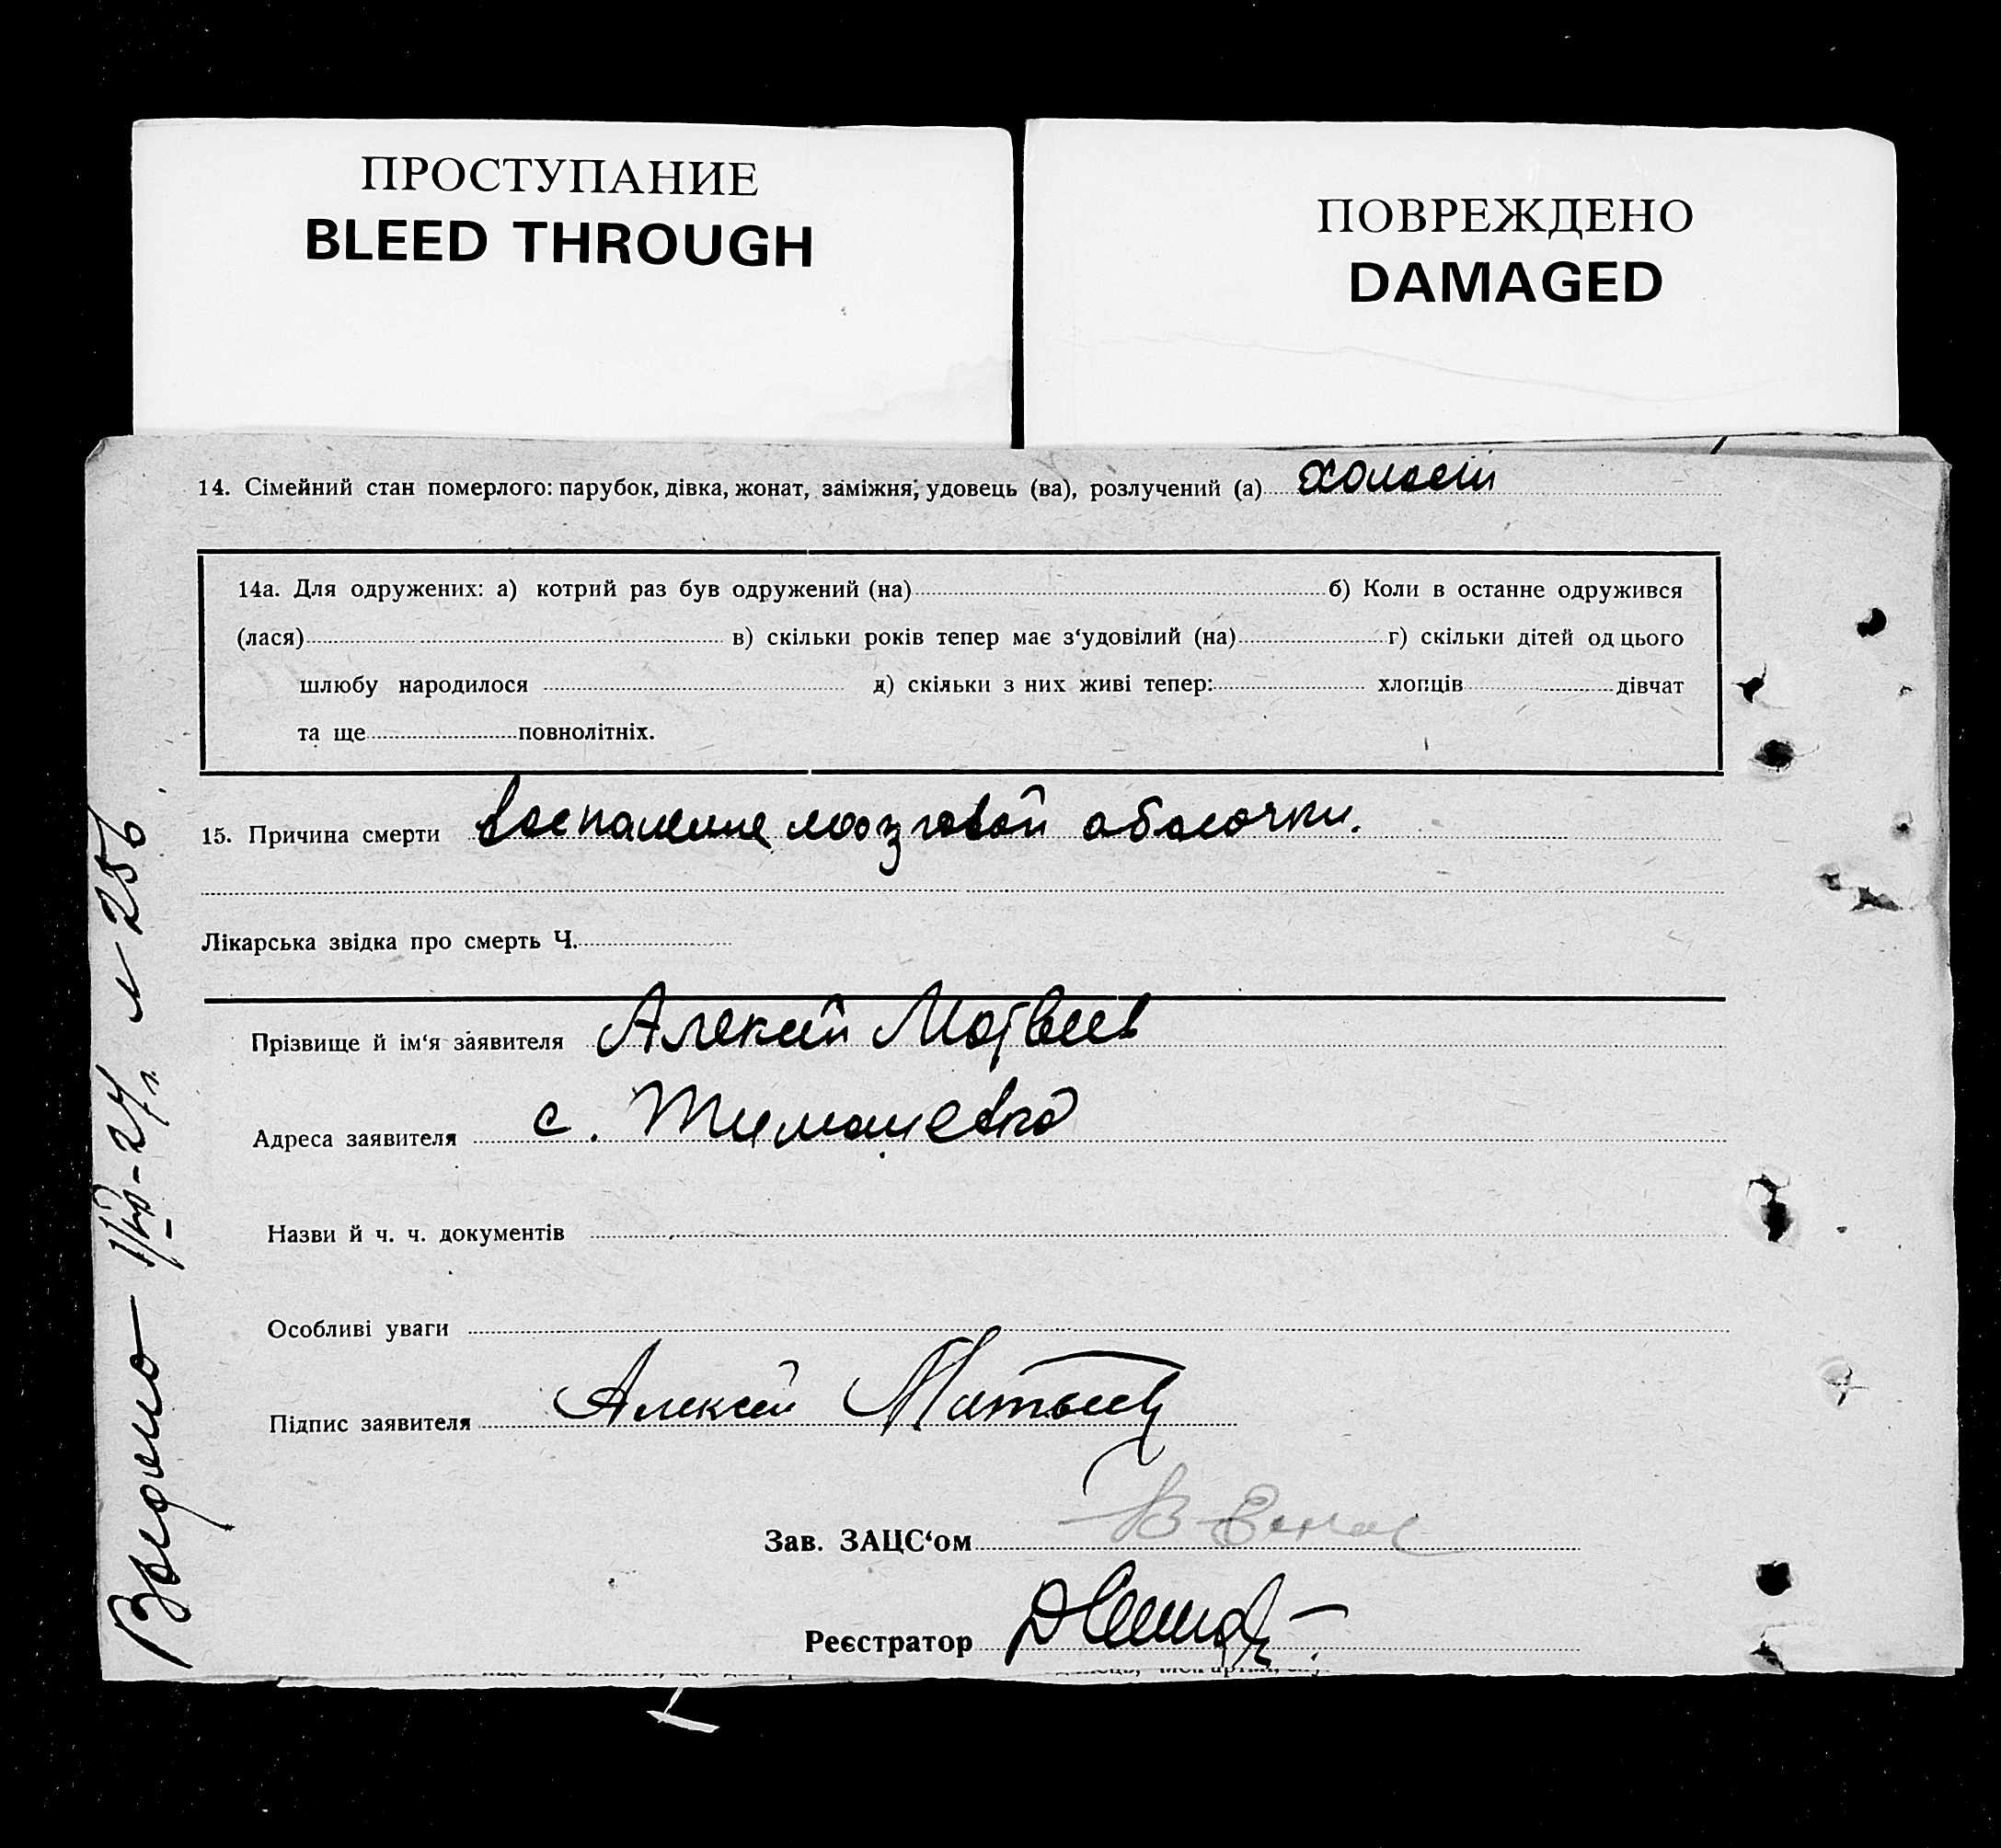 ПРОСТУПАНИЕ
BLEED THROUGH
ПОВРЕЖДЕНО
DAMAGED
14. Сімейний стан померлого: парубок, дівка, жонат, заміжня, удовець (ва), розлучений (а) холост
14а. Для одружених: а) котрий раз був одружений (на) б) Коли в останне одружився
(лася) в) скільки років тепер має з‘удовілий (на) г) скільки дітей од цього
шлюбу народилося д) скільки з них живі тепер: хлопців дівчат
та ще повнолітніх.
15. Причина смерти воспаление мозговой оболочки.
Лікарська звідка про смерть Ч.
Прізвище й ім‘я заявителя Алексей Матвеев
Адреса заявителя с. Тимашевка
Назви й ч. ч. документів
Особливі уваги
Підпис заявителя Алексей Матвеев
Зав. ЗАЦС‘ом
Реєстратор